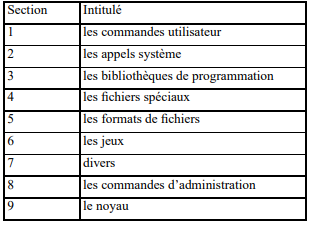 Section Intitulé
1 les commandes utilisateur
2 les appels système
3 les bibliothèques de programmation
4 les fichiers spéciaux
5 les formats de fichiers
6 les jeux
7 divers
8 les commandes d’administration
9 le noyau